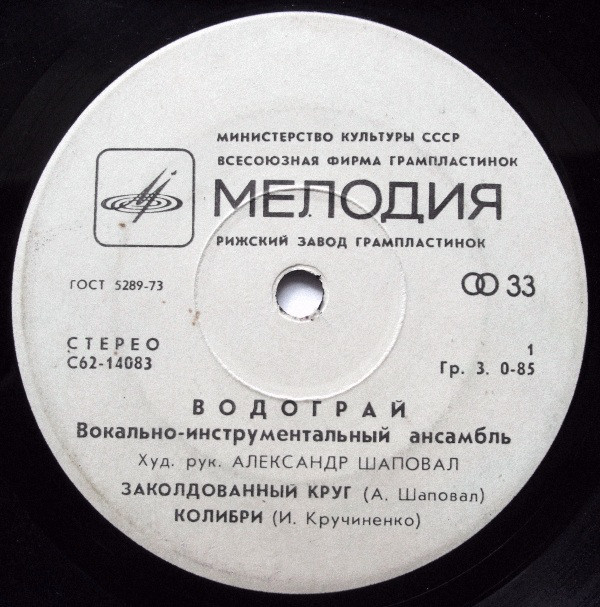 МИНИСТЕРСТВО КУЛЬТУРЫ СССР
ВСЕСОЮЗНАЯ ФИРМА ГРАМПЛАСТИНОК
МЕЛОДИЯ
РИЖСКИЙ ЗАВОД ГРАМПЛАСТИНОК
ГОСТ 5289-73
33
СТЕРЕО
С62-14083
1
Гр. 3. 0-85
ВОДОГРАЙ
Вокально-инструментальный ансамбль
Худ. рук. АЛЕКСАНДР ШАПОВАЛ
ЗАКОЛДОВАННЫЙ КРУГ (А. Шаповал)
КОЛИБРИ (И. Кручиненко)